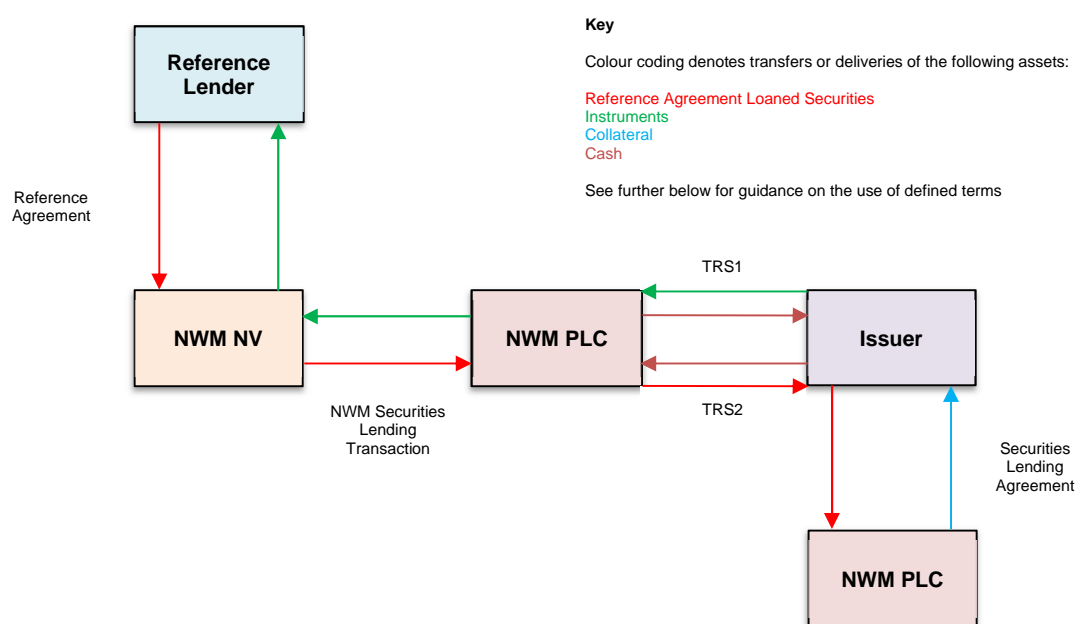 Key
Colour coding denotes transfers or deliveries of the following assets:
Reference Agreement Loaned Securities
Instruments
Collateral
Cash
See further below for guidance on the use of defined terms
Reference
Lender
Reference
Agreement
TRS1
NWM NV
NWM PLC
Issuer
NWM Securities
Lending
Transaction
TRS2
Securities
Lending
Agreement
NWM PLC